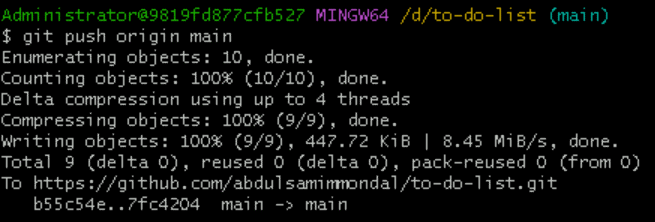 Administrator@9819fd877cfb527 MINGW64 /d/to-do-list (main)
$ git push origin main
Enumerating objects: 10, done.
Counting objects: 100% (10/10), done.
Delta compression using up to 4 threads
Compressing objects: 100% (9/9), done.
Writing objects: 100% (9/9), 447.72 KiB | 8.45 MiB/s, done.
Total 9 (delta 0), reused 0 (delta 0), pack-reused 0 (from 0)
To https://github.com/abdulsamimmondal/to-do-list.git
   b55c54e..7fc4204  main -> main